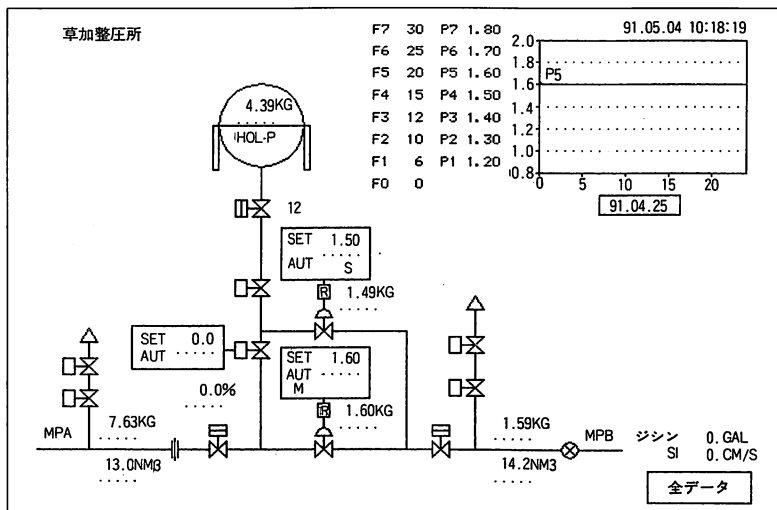 草加整圧所
91.05.04 10:18:19
F7 30 P7 1.80
F6 25 P6 1.70
F5 20 P5 1.60
F4 15 P4 1.50
F3 12 P3 1.40
F2 10 P2 1.30
F1 6 P1 1.20
F0 0
2.0
1.8
1.6
1.4
1.2
1.0
0.8
P5
0 5 10 15 20
91.04.25
4.39KG
HOL-P
12
SET 1.50
AUT
S
R
1.49KG
SET 0.0
AUT
0.0%
SET 1.60
AUT
M
R
1.60KG
7.63KG
MPA
13.0NM3
1.59KG
MPB
14.2NM3
ジシン 0. GAL
SI 0. CM/S
全データ